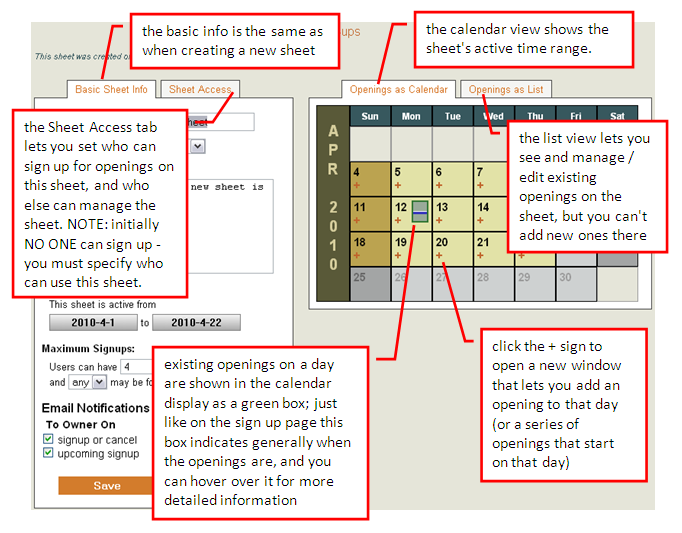 the basic info is the same as
when creating a new sheet
ups
the calendar view shows the
sheet's active time range.
This sheet was created o
Basic Sheet Info
Sheet Access
Openings as Calendar
Openings as List
the Sheet Access tab
lets you set who can
sign up for openings on
this sheet, and who
else can manage the
sheet. NOTE: initially
NO ONE can sign up -
you must specify who
can use this sheet.
new sheet is
This sheet is active from
2010-4-1 to 2010-4-22
Maximum Signups:
Users can have 4
and any may be fo
Email Notifications
To Owner On
signup or cancel
upcoming signup
Save
APR 2010
Sun Mon Tue Wed Thu Fri Sat
4 5 6 7
+ + + +
11 12 13 14
+ + + +
18 19 20 21
+ + + +
25 26 27 28 29 30
the list view lets you
see and manage /
edit existing
openings on the
sheet, but you can't
add new ones there
existing openings on a day
are shown in the calendar
display as a green box; just
like on the sign up page this
box indicates generally when
the openings are, and you
can hover over it for more
detailed information
click the + sign to
open a new window
that lets you add an
opening to that day
(or a series of
openings that start
on that day)